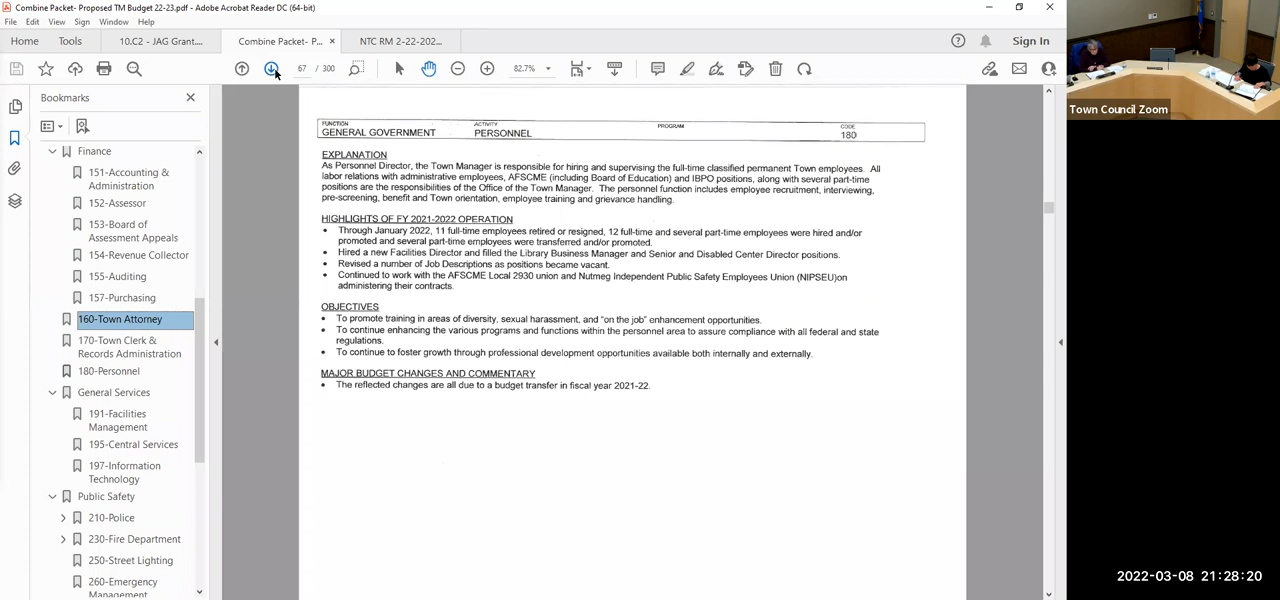 Combine Packet- Proposed TM Budget 22-23.pdf - Adobe Acrobat Reader DC (64-bit)
File Edit View Sign Window Help
Home Tools 10.C2 - JAG Grant... Combine Packet- P... × NTC RM 2-22-202... Sign In
67 / 300 82.7%
Bookmarks
Finance
151-Accounting &
Administration
152-Assessor
153-Board of
Assessment Appeals
154-Revenue Collector
155-Auditing
157-Purchasing
160-Town Attorney
170-Town Clerk &
Records Administration
180-Personnel
General Services
191-Facilities
Management
195-Central Services
197-Information
Technology
Public Safety
210-Police
230-Fire Department
250-Street Lighting
260-Emergency
Management
FUNCTION ACTIVITY PROGRAM CODE
GENERAL GOVERNMENT PERSONNEL 180
EXPLANATION
As Personnel Director, the Town Manager is responsible for hiring and supervising the full-time classified permanent Town employees. All
labor relations with administrative employees, AFSCME (including Board of Education) and IBPO positions, along with several part-time
positions are the responsibilities of the Office of the Town Manager. The personnel function includes employee recruitment, interviewing,
pre-screening, benefit and Town orientation, employee training and grievance handling.
HIGHLIGHTS OF FY 2021-2022 OPERATION
• Through January 2022, 11 full-time employees retired or resigned, 12 full-time and several part-time employees were hired and/or
promoted and several part-time employees were transferred and/or promoted.
• Hired a new Facilities Director and filled the Library Business Manager and Senior and Disabled Center Director positions.
• Revised a number of Job Descriptions as positions became vacant.
• Continued to work with the AFSCME Local 2930 union and Nutmeg Independent Public Safety Employees Union (NIPSEU)on
administering their contracts.
OBJECTIVES
• To promote training in areas of diversity, sexual harassment, and "on the job" enhancement opportunities.
• To continue enhancing the various programs and functions within the personnel area to assure compliance with all federal and state
regulations.
• To continue to foster growth through professional development opportunities available both internally and externally.
MAJOR BUDGET CHANGES AND COMMENTARY
• The reflected changes are all due to a budget transfer in fiscal year 2021-22.
Town Council Zoom
2022-03-08 21:28:20